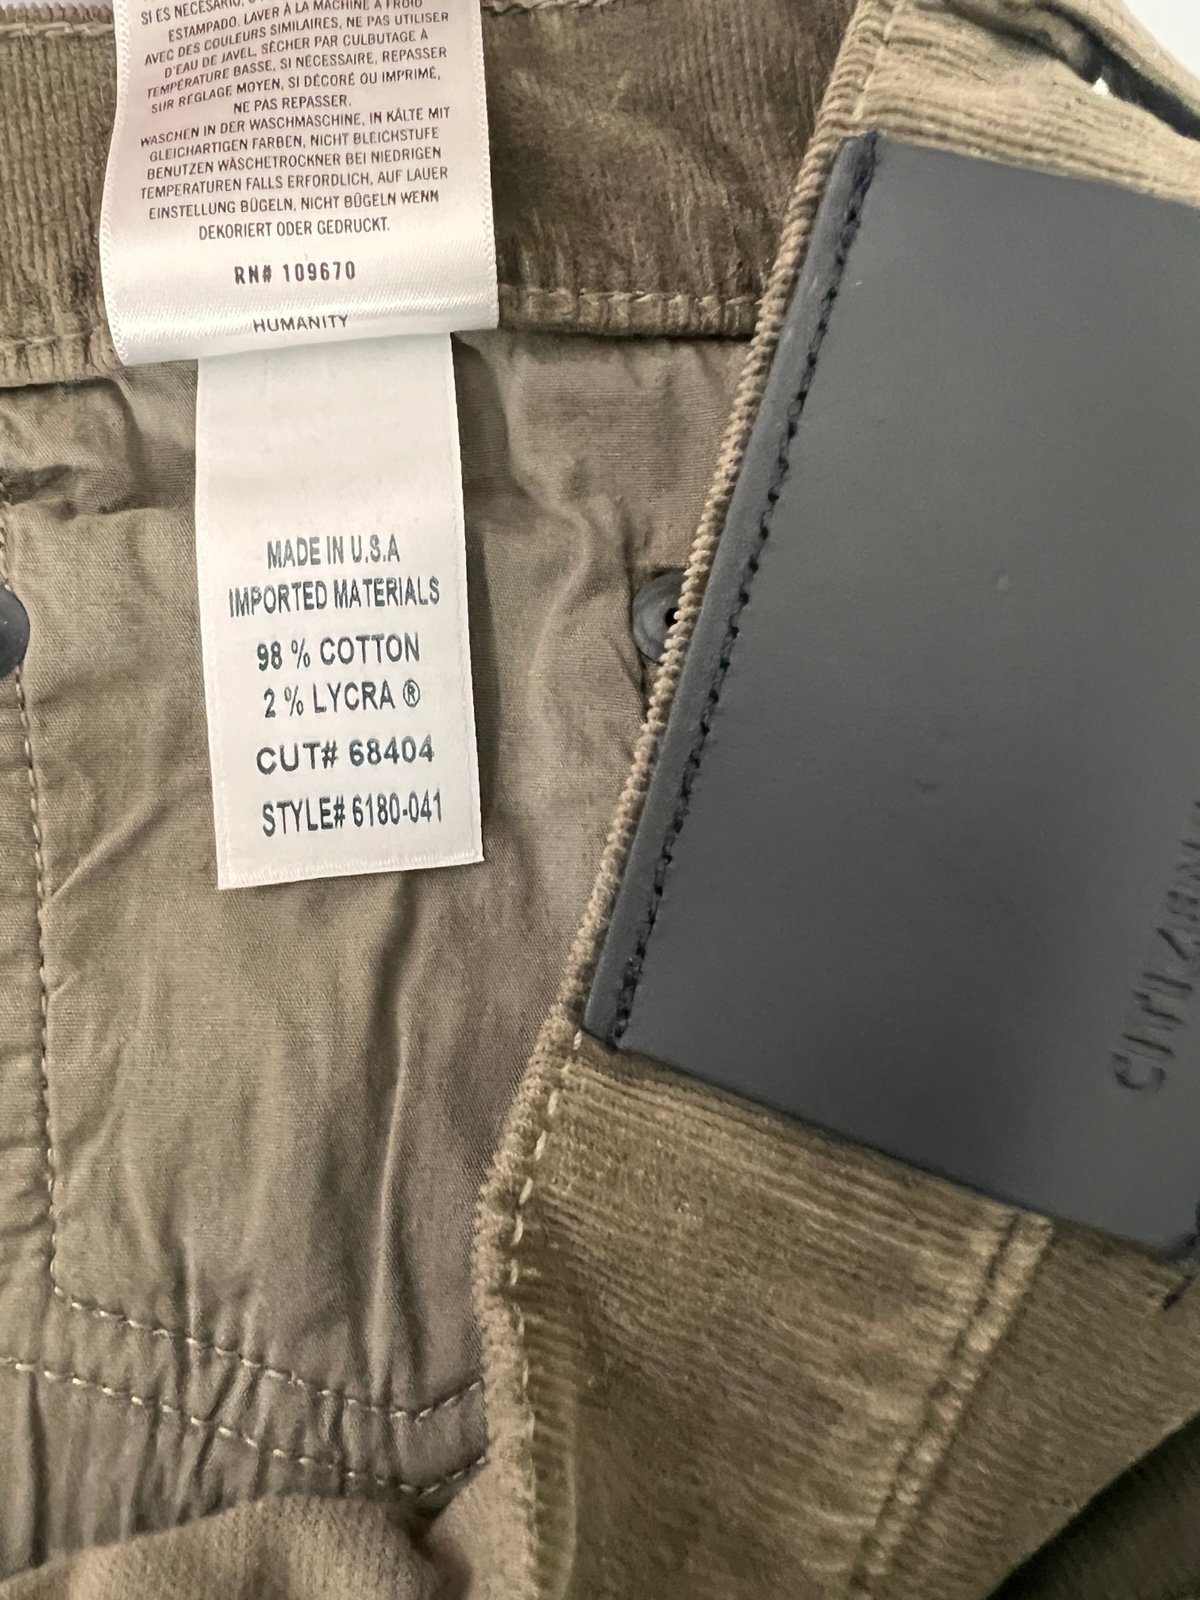 SI ES NECESARIO,
ESTAMPADO. LAVER À LA MACHINE À FROID
AVEC DES COULEURS SIMILAIRES, NE PAS UTILISER
D'EAU DE JAVEL, SÉCHER PAR CULBUTAGE À
TEMPÉRATURE BASSE, SI NÉCESSAIRE, REPASSER
SUR RÉGLAGE MOYEN, SI DÉCORÉ OU IMPRIMÉ,
NE PAS REPASSER.
WASCHEN IN DER WASCHMASCHINE, IN KÄLTE MIT
GLEICHARTIGEN FARBEN, NICHT BLEICHSTUFE
BENUTZEN WÄSCHETROCKNER BEI NIEDRIGEN
TEMPERATUREN FALLS ERFORDLICH, AUF LAUER
EINSTELLUNG BÜGELN, NICHT BÜGELN WENN
DEKORIERT ODER GEDRUCKT.
RN# 109670
HUMANITY
MADE IN U.S.A
IMPORTED MATERIALS
98 % COTTON
2 % LYCRA ®
CUT# 68404
STYLE# 6180-041
CITIZENS